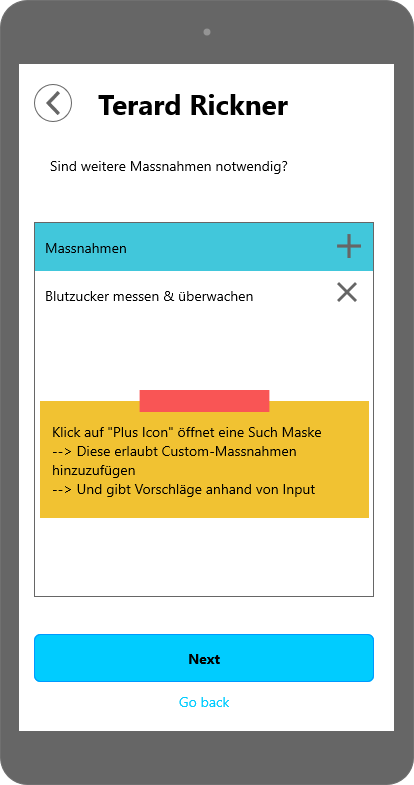 Terard Rickner
Sind weitere Massnahmen notwendig?
Massnahmen
Blutzucker messen & überwachen
Klick auf "Plus Icon" öffnet eine Such Maske
--> Diese erlaubt Custom-Massnahmen
hinzuzufügen
--> Und gibt Vorschläge anhand von Input
Next
Go back